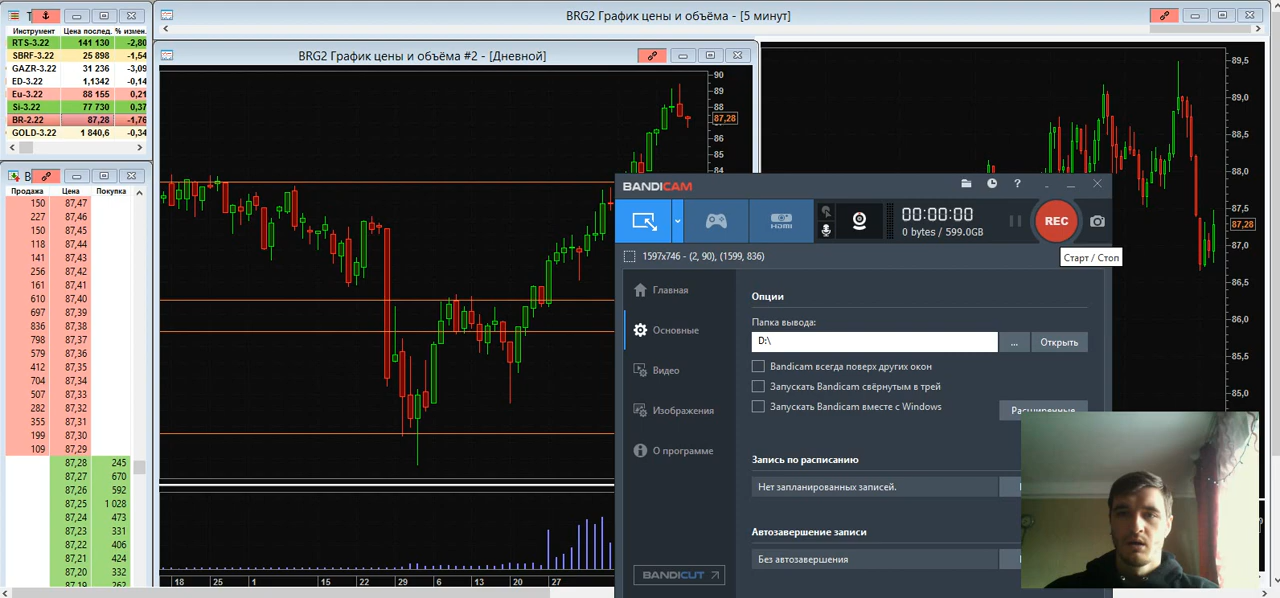 BRG2 График цены и объёма - [5 минут]
Инструмент Цена послед. % измен.
RTS-3.22 141 130 -2,80
SBRF-3.22 25 898 -1,54
GAZR-3.22 31 236 -3,09
ED-3.22 1,1342 -0,14
Eu-3.22 88 155 0,21
Si-3.22 77 730 0,37
BR-2.22 87,28 -1,76
GOLD-3.22 1 840,6 -0,34
BRG2 График цены и объёма #2 - [Дневной]
Продажа Цена Покупка
150 87,47
227 87,46
150 87,45
118 87,44
141 87,43
256 87,42
161 87,41
610 87,40
697 87,39
836 87,38
798 87,37
579 87,36
412 87,35
704 87,34
507 87,33
282 87,32
355 87,31
199 87,30
109 87,29
87,28 245
87,27 670
87,26 592
87,25 1 028
87,24 473
87,23 331
87,22 406
87,21 424
87,20 332
87,19 262
90
89
88
87,28
86
85
84
18 25 1 15 22 29 6 13 20 27
89,5
89,0
88,5
88,0
87,5
87,28
87,0
86,5
86,0
85,5
85,0
BANDICAM
?
HDMI
00:00:00
0 bytes / 599.0GB
REC
Старт / Стоп
1597x746 - (2, 90), (1599, 836)
Главная
Основные
Видео
Изображения
О программе
BANDICUT
Опции
Папка вывода:
D:\
...
Открыть
Bandicam всегда поверх других окон
Запускать Bandicam свёрнутым в трей
Запускать Bandicam вместе с Windows
Расширенные
Запись по расписанию
Нет запланированных записей.
Автозавершение записи
Без автозавершения